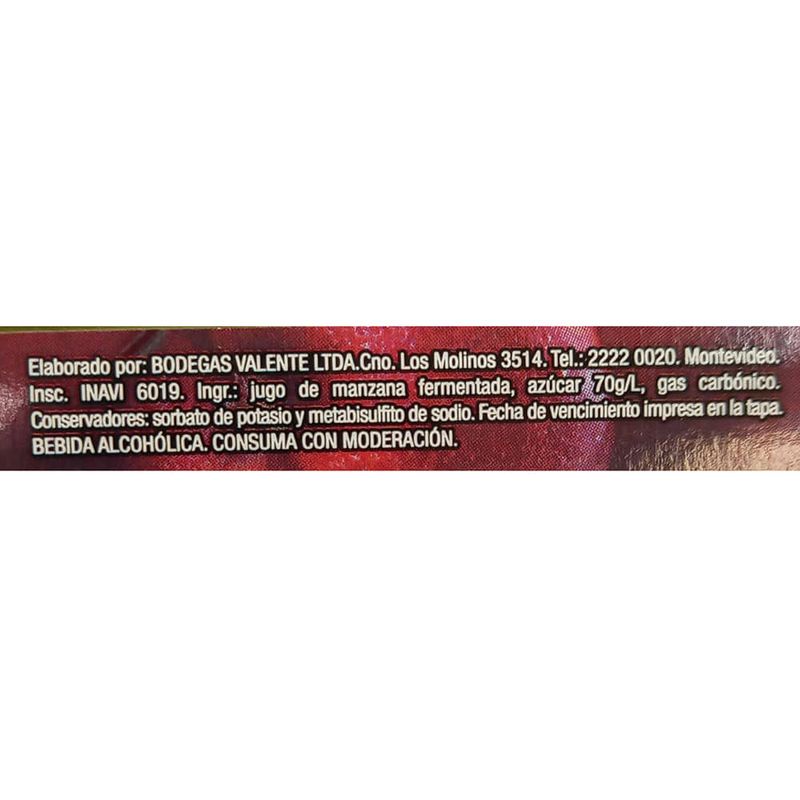 Elaborado por: BODEGAS VALENTE LTDA.Cno. Los Molinos 3514. Tel.: 2222 0020. Montevideo.
Insc. INAVI 6019. Ingr.: jugo de manzana fermentada, azúcar 70g/L, gas carbónico.
Conservadores: sorbato de potasio y metabisulfito de sodio. Fecha de vencimiento impresa en la tapa.
BEBIDA ALCOHÓLICA. CONSUMA CON MODERACIÓN.